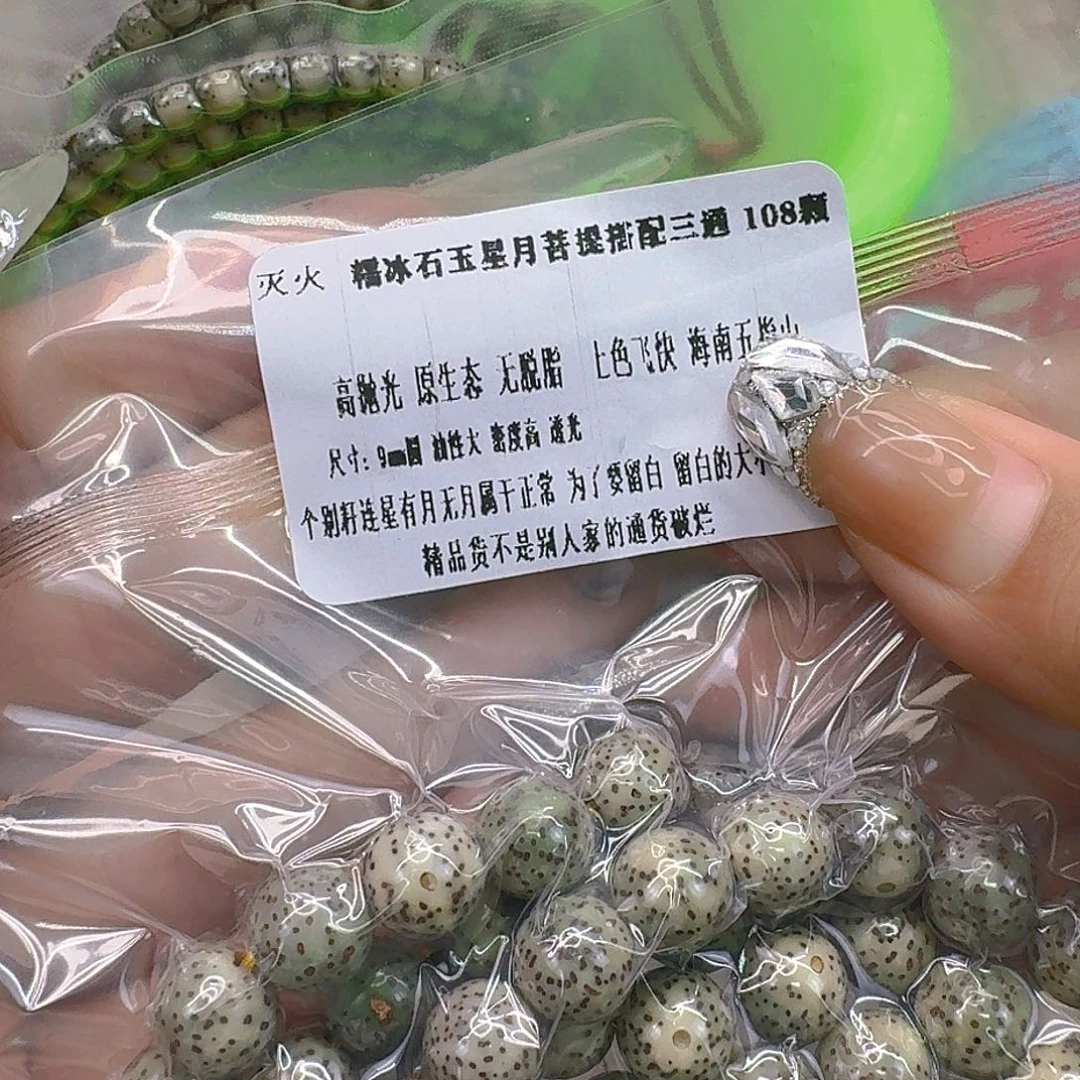 灭火 糯冰石玉星月菩提搭配三通 108颗
高抛光 原生态 无脱脂 上色飞快 海南五指山
尺寸：9mm圆 油性大 密度高 透光
个别籽连星有月无月属于正常 为了要留白 留白的大小
精品货不是别人家的通货破烂